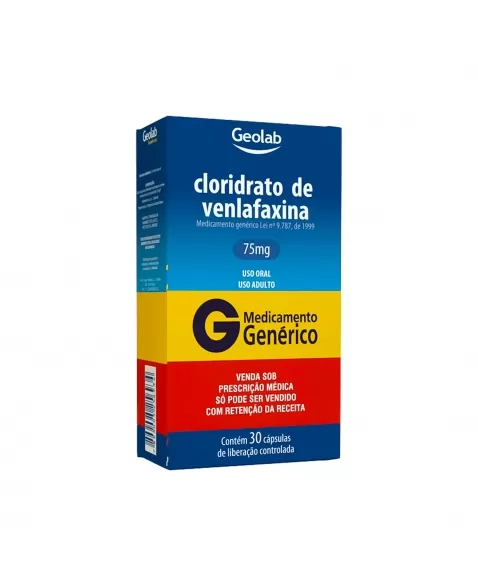 Geolab
cloridrato de
venlafaxina
Medicamento genérico Lei nº 9.787, de 1999
75mg
USO ORAL
USO ADULTO
G Medicamento
Genérico
VENDA SOB
PRESCRIÇÃO MÉDICA
SÓ PODE SER VENDIDO
COM RETENÇÃO DA RECEITA
Contém 30 cápsulas
de liberação controlada
Geolab